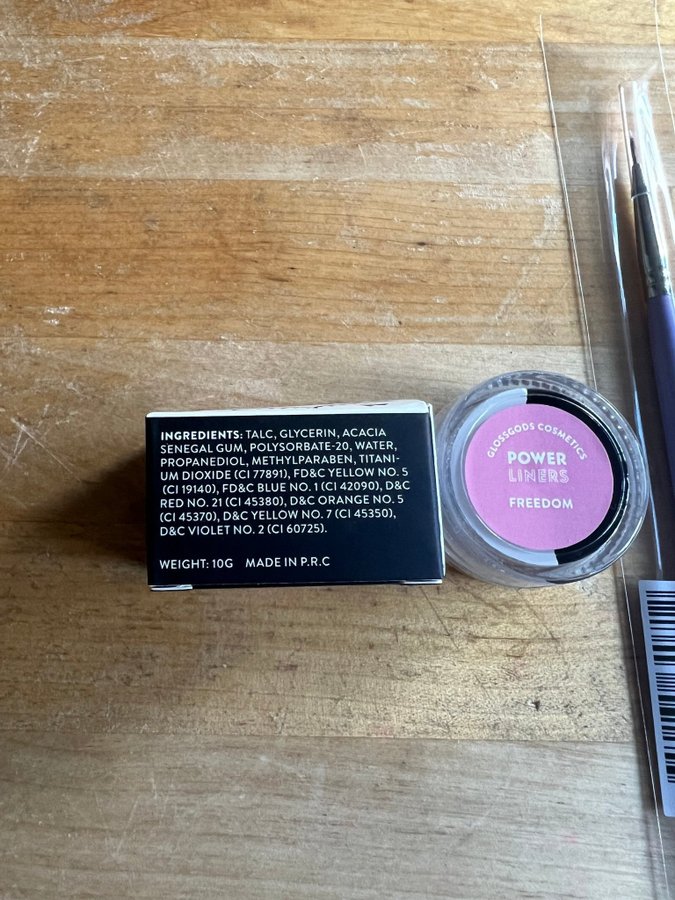 INGREDIENTS: TALC, GLYCERIN, ACACIA
SENEGAL GUM, POLYSORBATE-20, WATER,
PROPANEDIOL, METHYLPARABEN, TITANI-
UM DIOXIDE (CI 77891), FD&C YELLOW NO. 5
(CI 19140), FD&C BLUE NO. 1 (CI 42090), D&C
RED NO. 21 (CI 45380), D&C ORANGE NO. 5
(CI 45370), D&C YELLOW NO. 7 (CI 45350),
D&C VIOLET NO. 2 (CI 60725).
WEIGHT: 10G MADE IN P.R.C
GLOSSGODS COSMETICS
POWER
LINERS
FREEDOM